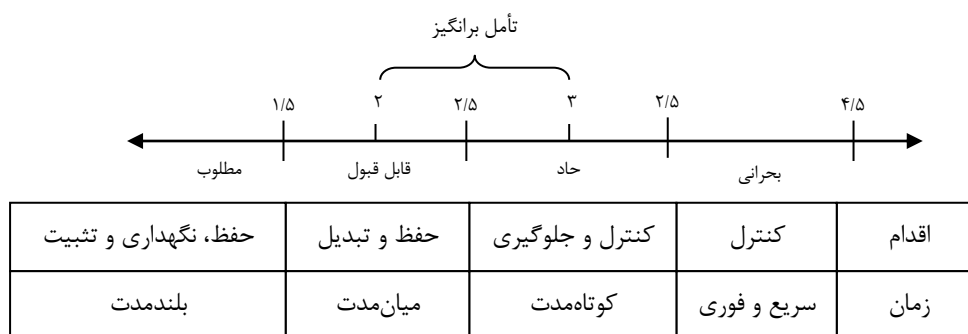 تأمل برانگیز
۱/۵ ۲ ۲/۵ ۳ ۲/۵ ۴/۵
مطلوب قابل قبول حاد بحرانی
اقدام کنترل کنترل و جلوگیری حفظ و تبدیل حفظ، نگهداری و تثبیت
زمان سریع و فوری کوتاه‌مدت میان‌مدت بلندمدت